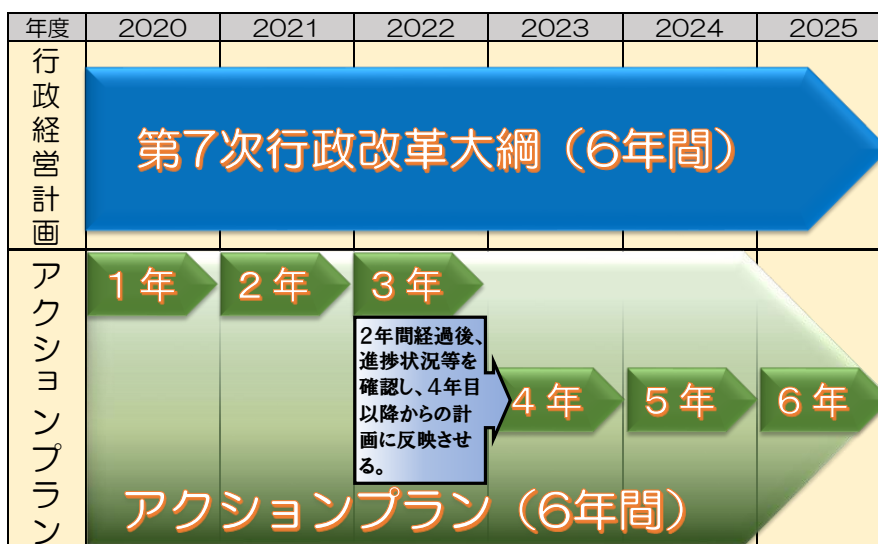 年度 2020 2021 2022 2023 2024 2025
行政経営計画
第7次行政改革大綱（6年間）
アクションプラン
1年 2年 3年
2年間経過後、
進捗状況等を
確認し、4年目
以降からの計
画に反映させ
る。
4年 5年 6年
アクションプラン（6年間）